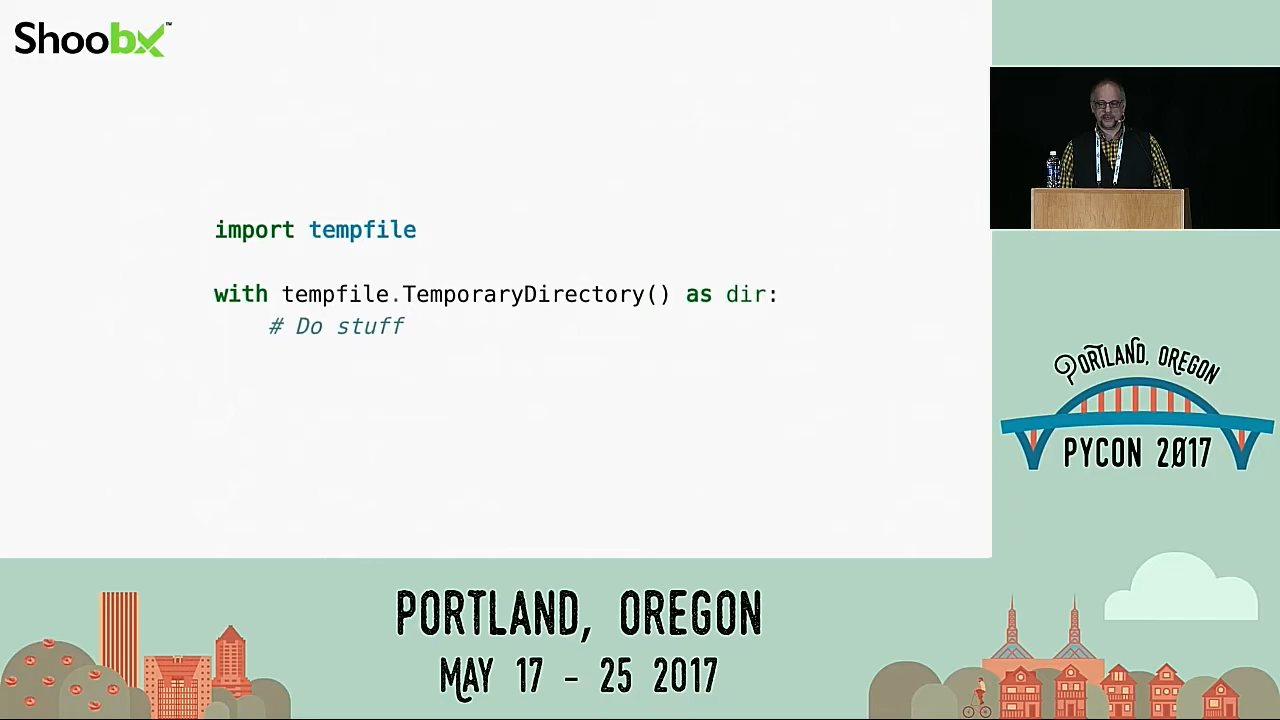 Shoobx™
import tempfile
with tempfile.TemporaryDirectory() as dir:
    # Do stuff
PORTLAND, OREGON
PYCON 2017
PORTLAND, OREGON
MAY 17 - 25 2017